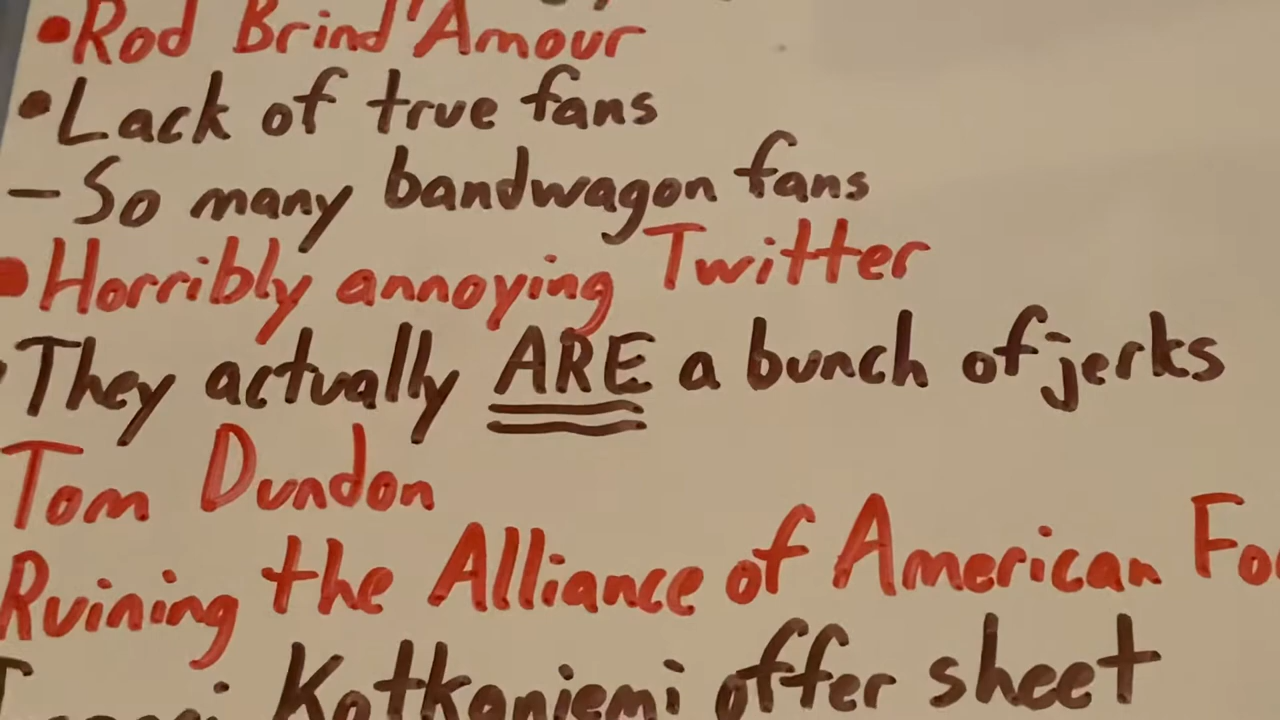 •Rod Brind'Amour
•Lack of true fans
- So many bandwagon fans
•Horribly annoying Twitter
They actually ARE a bunch of jerks
Tom Dundon
Ruining the Alliance of American
Kotkaniemi offer sheet